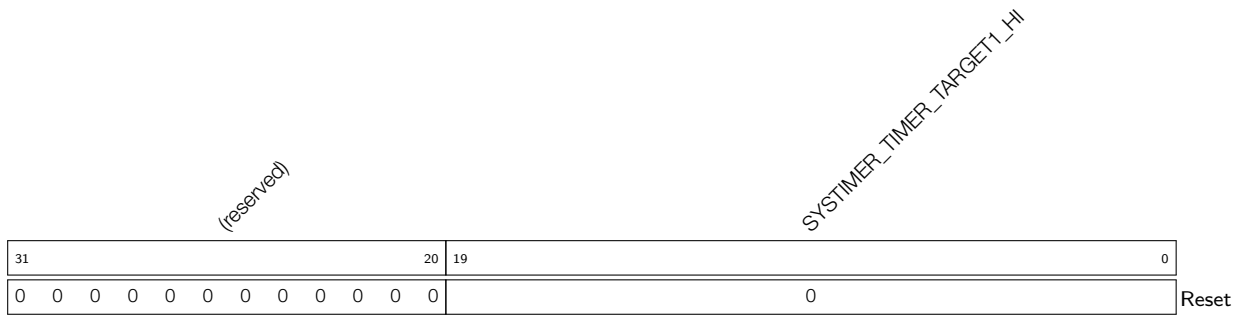 (reserved)
SYSTIMER_TIMER_TARGET1_HI
31 20 19 0
0 0 0 0 0 0 0 0 0 0 0 0 0 Reset